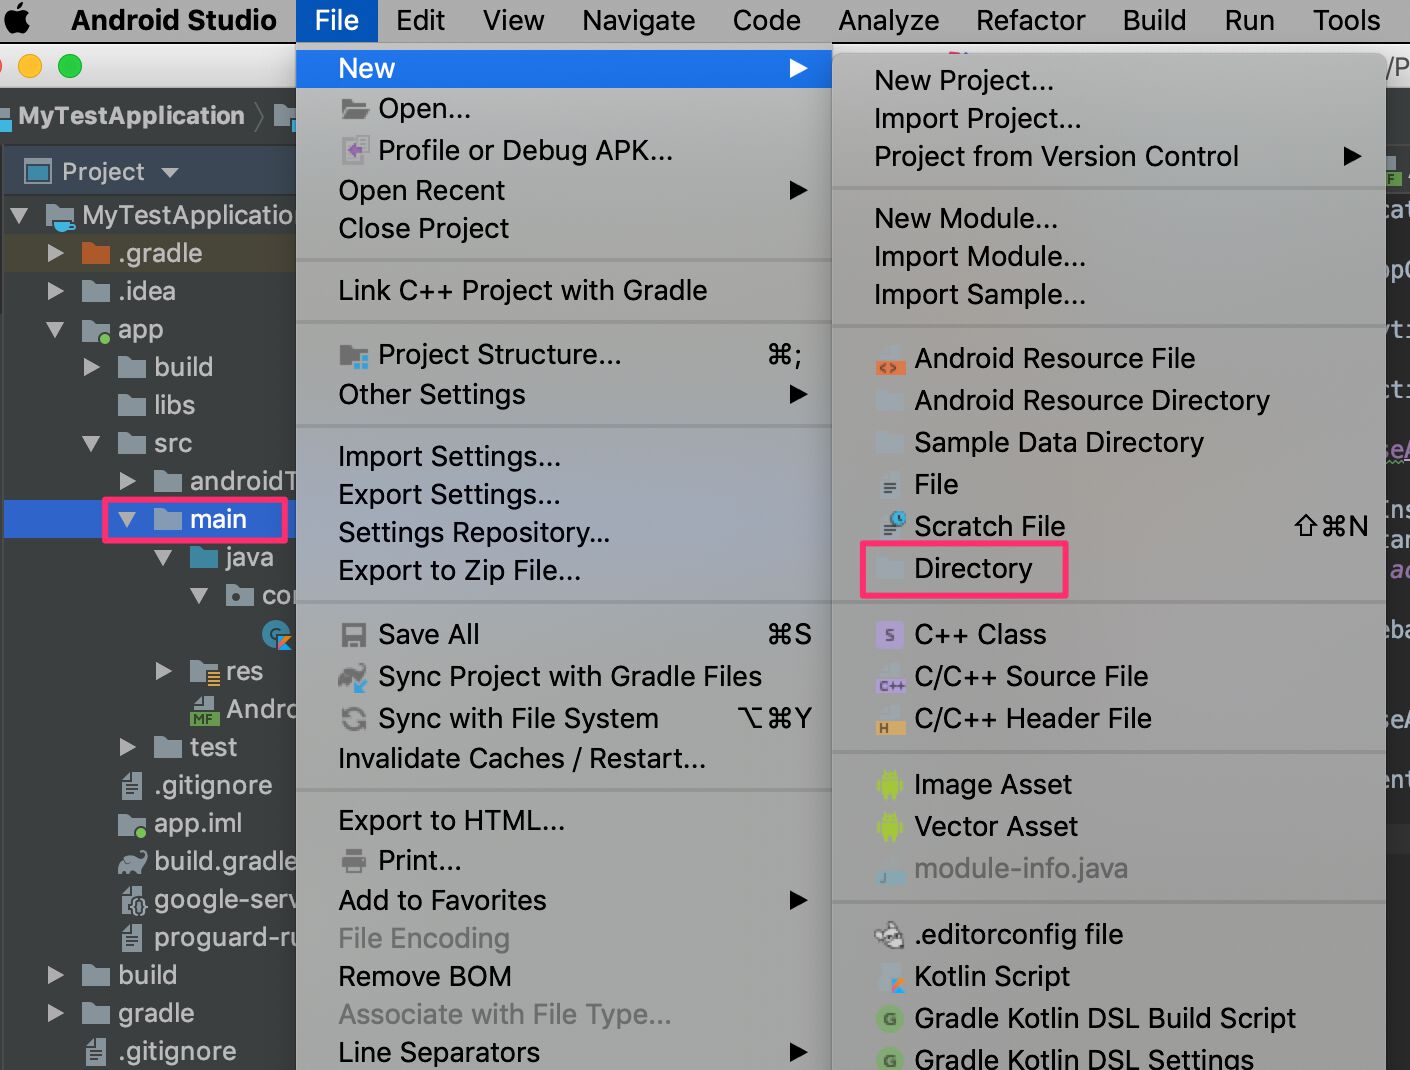 Android Studio File Edit View Navigate Code Analyze Refactor Build Run Tools
MyTestApplication
Project
MyTestApplicatio
.gradle
.idea
app
build
libs
src
androidT
main
java
res
Andro
MF
test
.gitignore
app.iml
build.gradle
google-serv
proguard-ru
build
gradle
.gitignore
New
Open...
Profile or Debug APK...
Open Recent
Close Project
Link C++ Project with Gradle
Project Structure... ⌘;
Other Settings
Import Settings...
Export Settings...
Settings Repository...
Export to Zip File...
Save All ⌘S
Sync Project with Gradle Files
Sync with File System ⌥⌘Y
Invalidate Caches / Restart...
Export to HTML...
Print...
Add to Favorites
File Encoding
Remove BOM
Associate with File Type...
Line Separators
New Project...
Import Project...
Project from Version Control
New Module...
Import Module...
Import Sample...
Android Resource File
Android Resource Directory
Sample Data Directory
File
Scratch File ⇧⌘N
Directory
S C++ Class
C++ C/C++ Source File
H C/C++ Header File
Image Asset
Vector Asset
J module-info.java
.editorconfig file
Kotlin Script
G Gradle Kotlin DSL Build Script
G Gradle Kotlin DSL Settings